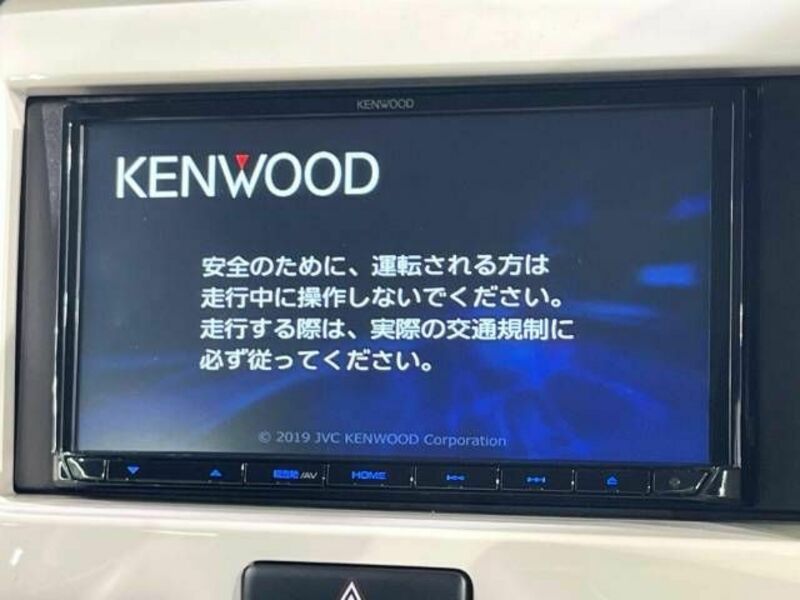 KENWOOD
KENWOOD
安全のために、運転される方は
走行中に操作しないでください。
走行する際は、実際の交通規制に
必ず従ってください。
© 2019 JVC KENWOOD Corporation
/AV HOME